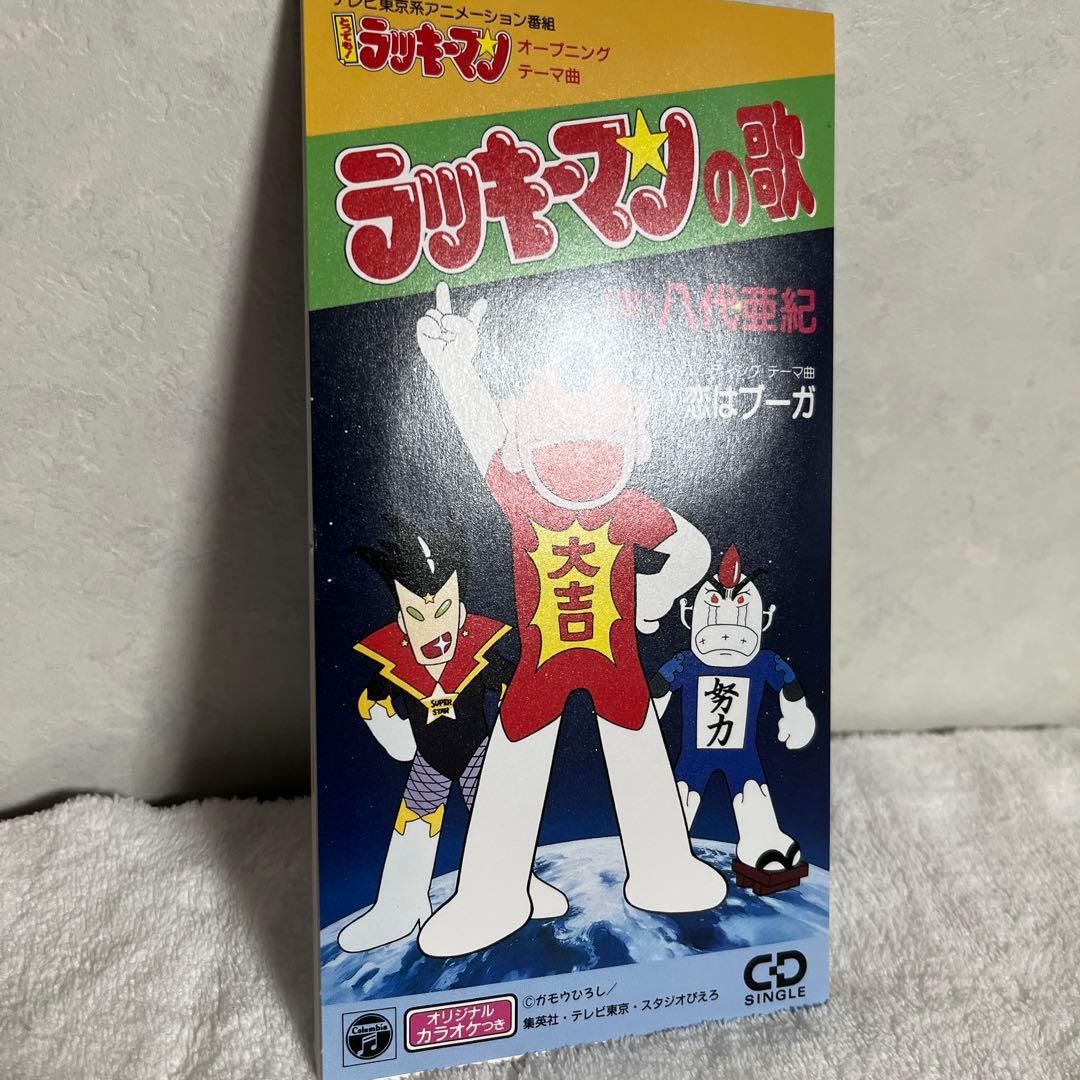 テレビ東京系アニメーション番組
とっても!
ラッキーマン
オープニング
テーマ曲
ラッキーマンの歌
八代亜紀
テーマ曲
恋はブーガ
大吉
SUPER
STAR
努力
Columbia
オリジナル
カラオケつき
©ガモウひろし/
集英社・テレビ東京・スタジオぴえろ
CD
SINGLE